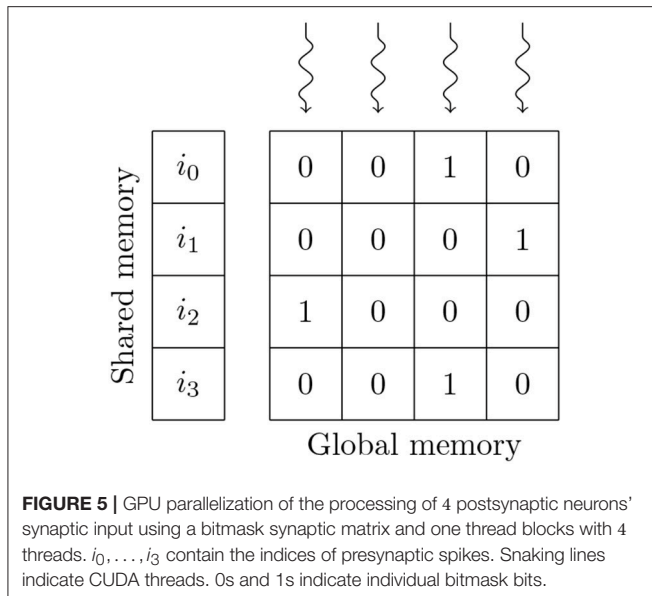 Shared memory
i₀ 0 0 1 0
i₁ 0 0 0 1
i₂ 1 0 0 0
i₃ 0 0 1 0
Global memory
FIGURE 5 | GPU parallelization of the processing of 4 postsynaptic neurons’
synaptic input using a bitmask synaptic matrix and one thread blocks with 4
threads. i₀, . . . , i₃ contain the indices of presynaptic spikes. Snaking lines
indicate CUDA threads. 0s and 1s indicate individual bitmask bits.